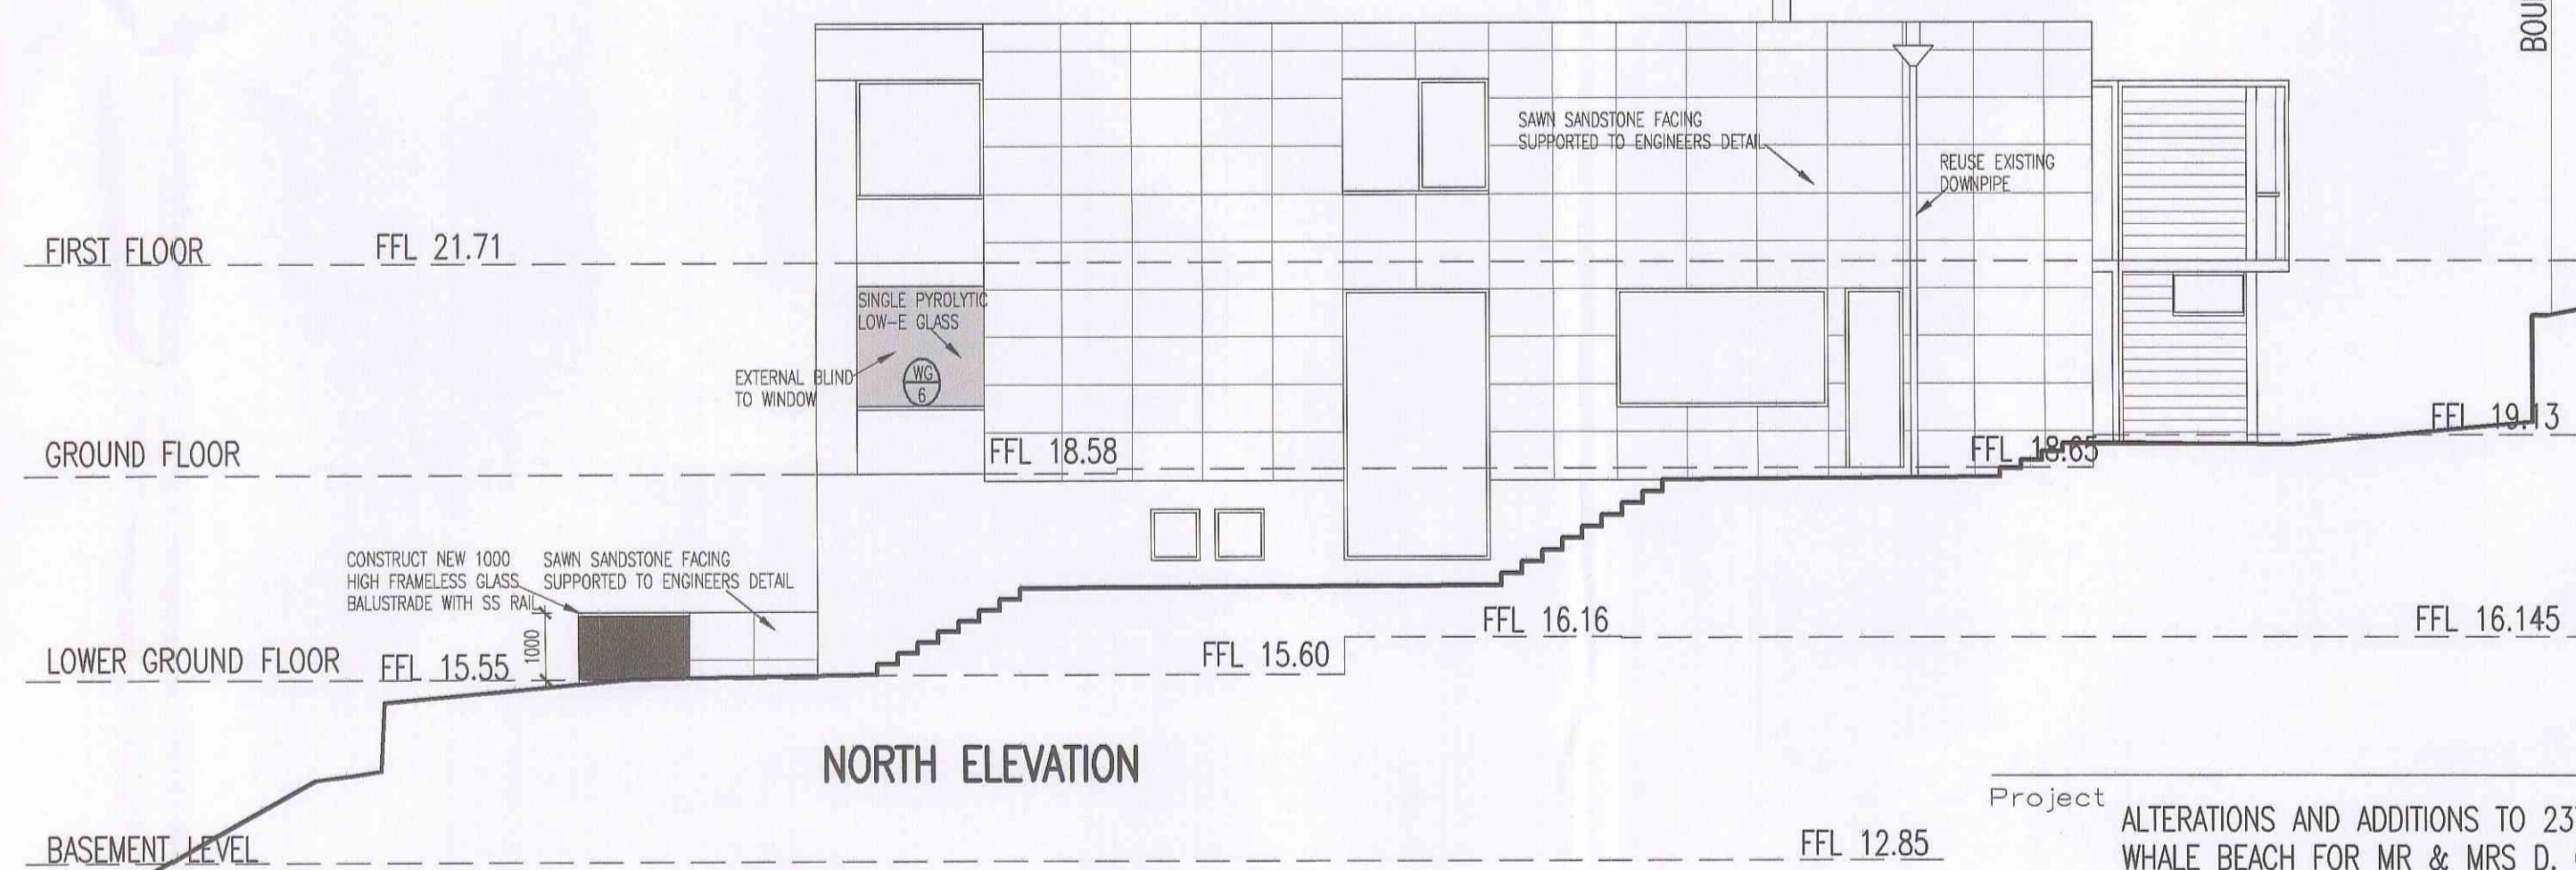 BOU
SAWN SANDSTONE FACING
SUPPORTED TO ENGINEERS DETAIL
REUSE EXISTING
DOWNPIPE
FIRST FLOOR
FFL 21.71
SINGLE PYROLYTIC
LOW-E GLASS
EXTERNAL BLIND
TO WINDOW
WG
6
FFL 19.13
GROUND FLOOR
FFL 18.58
FFL 18.65
CONSTRUCT NEW 1000
HIGH FRAMELESS GLASS
BALUSTRADE WITH SS RAIL
SAWN SANDSTONE FACING
SUPPORTED TO ENGINEERS DETAIL
1000
FFL 16.16
FFL 16.145
LOWER GROUND FLOOR
FFL 15.55
FFL 15.60
NORTH ELEVATION
Project
ALTERATIONS AND ADDITIONS TO 23
WHALE BEACH FOR MR & MRS D.
BASEMENT LEVEL
FFL 12.85